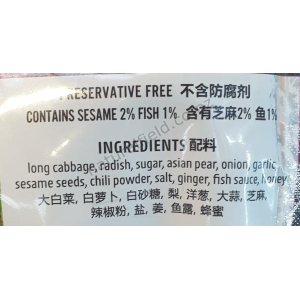 PRESERVATIVE FREE 不含防腐剂
CONTAINS SESAME 2% FISH 1% 含有芝麻2% 鱼1%
INGREDIENTS 配料
long cabbage, radish, sugar, asian pear, onion, garlic,
sesame seeds, chili powder, salt, ginger, fish sauce, honey
大白菜, 白萝卜, 白砂糖, 梨, 洋葱, 大蒜, 芝麻,
辣椒粉, 盐, 姜, 鱼露, 蜂蜜